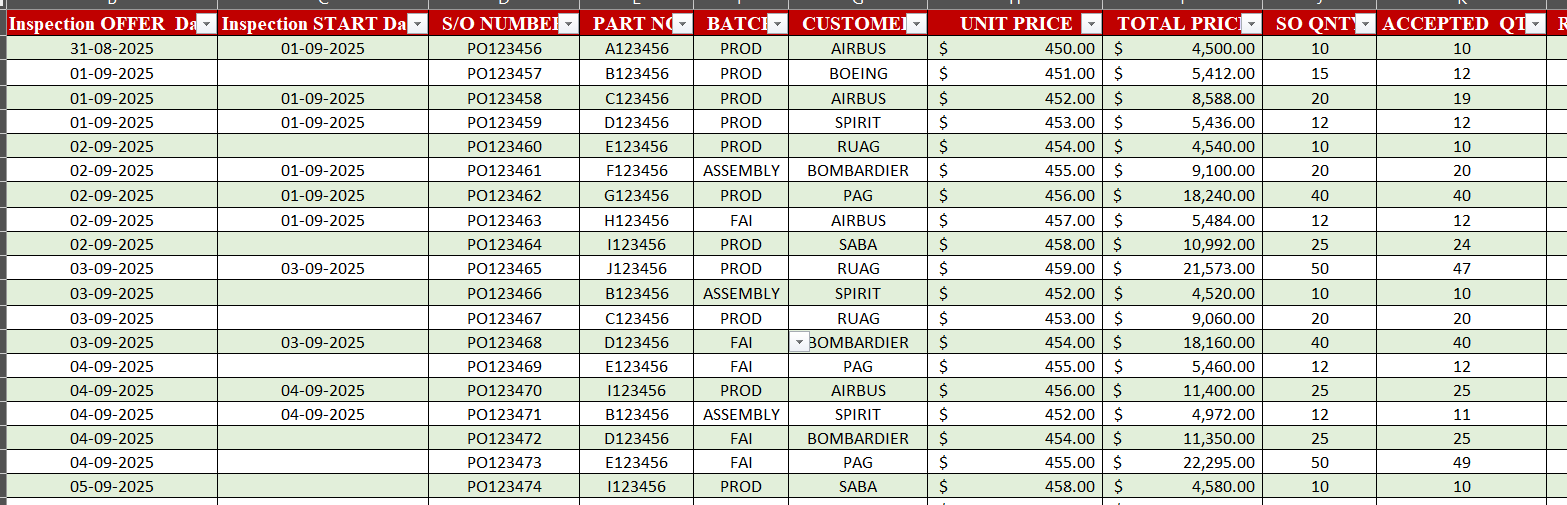 Inspection OFFER Da Inspection START Da S/O NUMBER PART NO BATCH CUSTOMER UNIT PRICE TOTAL PRICE SO QNTY ACCEPTED QT R
31-08-2025 01-09-2025 PO123456 A123456 PROD AIRBUS $ 450.00 $ 4,500.00 10 10
01-09-2025 PO123457 B123456 PROD BOEING $ 451.00 $ 5,412.00 15 12
01-09-2025 01-09-2025 PO123458 C123456 PROD AIRBUS $ 452.00 $ 8,588.00 20 19
01-09-2025 01-09-2025 PO123459 D123456 PROD SPIRIT $ 453.00 $ 5,436.00 12 12
02-09-2025 PO123460 E123456 PROD RUAG $ 454.00 $ 4,540.00 10 10
02-09-2025 01-09-2025 PO123461 F123456 ASSEMBLY BOMBARDIER $ 455.00 $ 9,100.00 20 20
02-09-2025 01-09-2025 PO123462 G123456 PROD PAG $ 456.00 $ 18,240.00 40 40
02-09-2025 01-09-2025 PO123463 H123456 FAI AIRBUS $ 457.00 $ 5,484.00 12 12
02-09-2025 PO123464 I123456 PROD SABA $ 458.00 $ 10,992.00 25 24
03-09-2025 03-09-2025 PO123465 J123456 PROD RUAG $ 459.00 $ 21,573.00 50 47
03-09-2025 PO123466 B123456 ASSEMBLY SPIRIT $ 452.00 $ 4,520.00 10 10
03-09-2025 PO123467 C123456 PROD RUAG $ 453.00 $ 9,060.00 20 20
03-09-2025 03-09-2025 PO123468 D123456 FAI BOMBARDIER $ 454.00 $ 18,160.00 40 40
04-09-2025 PO123469 E123456 FAI PAG $ 455.00 $ 5,460.00 12 12
04-09-2025 04-09-2025 PO123470 I123456 PROD AIRBUS $ 456.00 $ 11,400.00 25 25
04-09-2025 04-09-2025 PO123471 B123456 ASSEMBLY SPIRIT $ 452.00 $ 4,972.00 12 11
04-09-2025 PO123472 D123456 FAI BOMBARDIER $ 454.00 $ 11,350.00 25 25
04-09-2025 PO123473 E123456 FAI PAG $ 455.00 $ 22,295.00 50 49
05-09-2025 PO123474 I123456 PROD SABA $ 458.00 $ 4,580.00 10 10